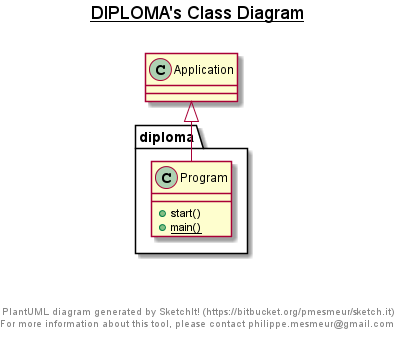 DIPLOMA's Class Diagram
C Application
diploma
C Program
start()
main()
PlantUML diagram generated by SketchIt! (https://bitbucket.org/pmesmeur/sketch.it)
For more information about this tool, please contact philippe.mesmeur@gmail.com